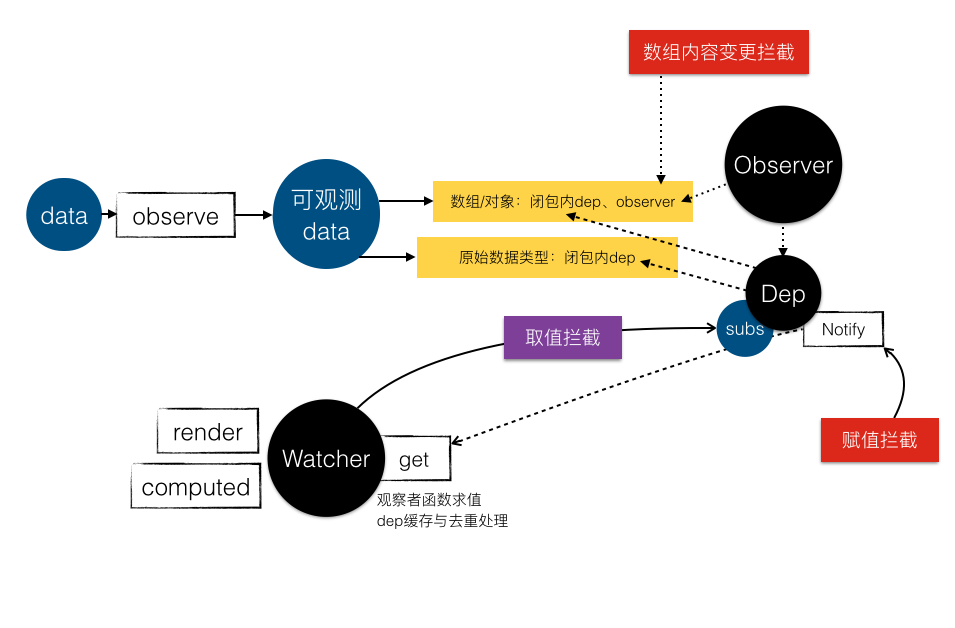 数组内容变更拦截
Observer
data
observe
可观测
data
数组/对象：闭包内dep、observer
原始数据类型：闭包内dep
Dep
subs
Notify
取值拦截
赋值拦截
render
computed
Watcher
get
观察者函数求值
dep缓存与去重处理